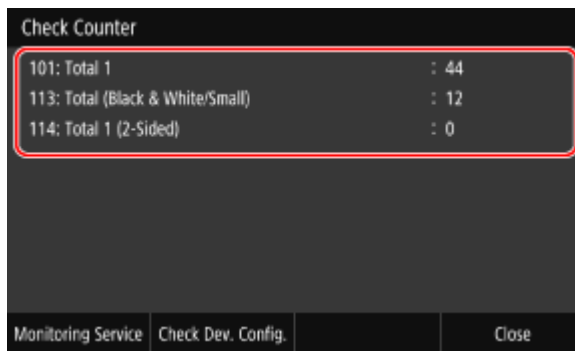 Check Counter
101: Total 1 : 44
113: Total (Black & White/Small) : 12
114: Total 1 (2-Sided) : 0
Monitoring Service Check Dev. Config. Close